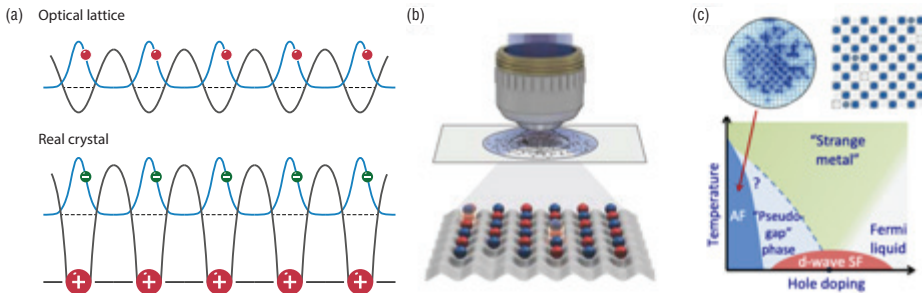 (a)
Optical lattice
Real crystal
(b)
(c)
"Strange
metal"
?
AF
"Pseudo-
gap"
phase
Fermi
liquid
d-wave SF
Temperature
Hole doping